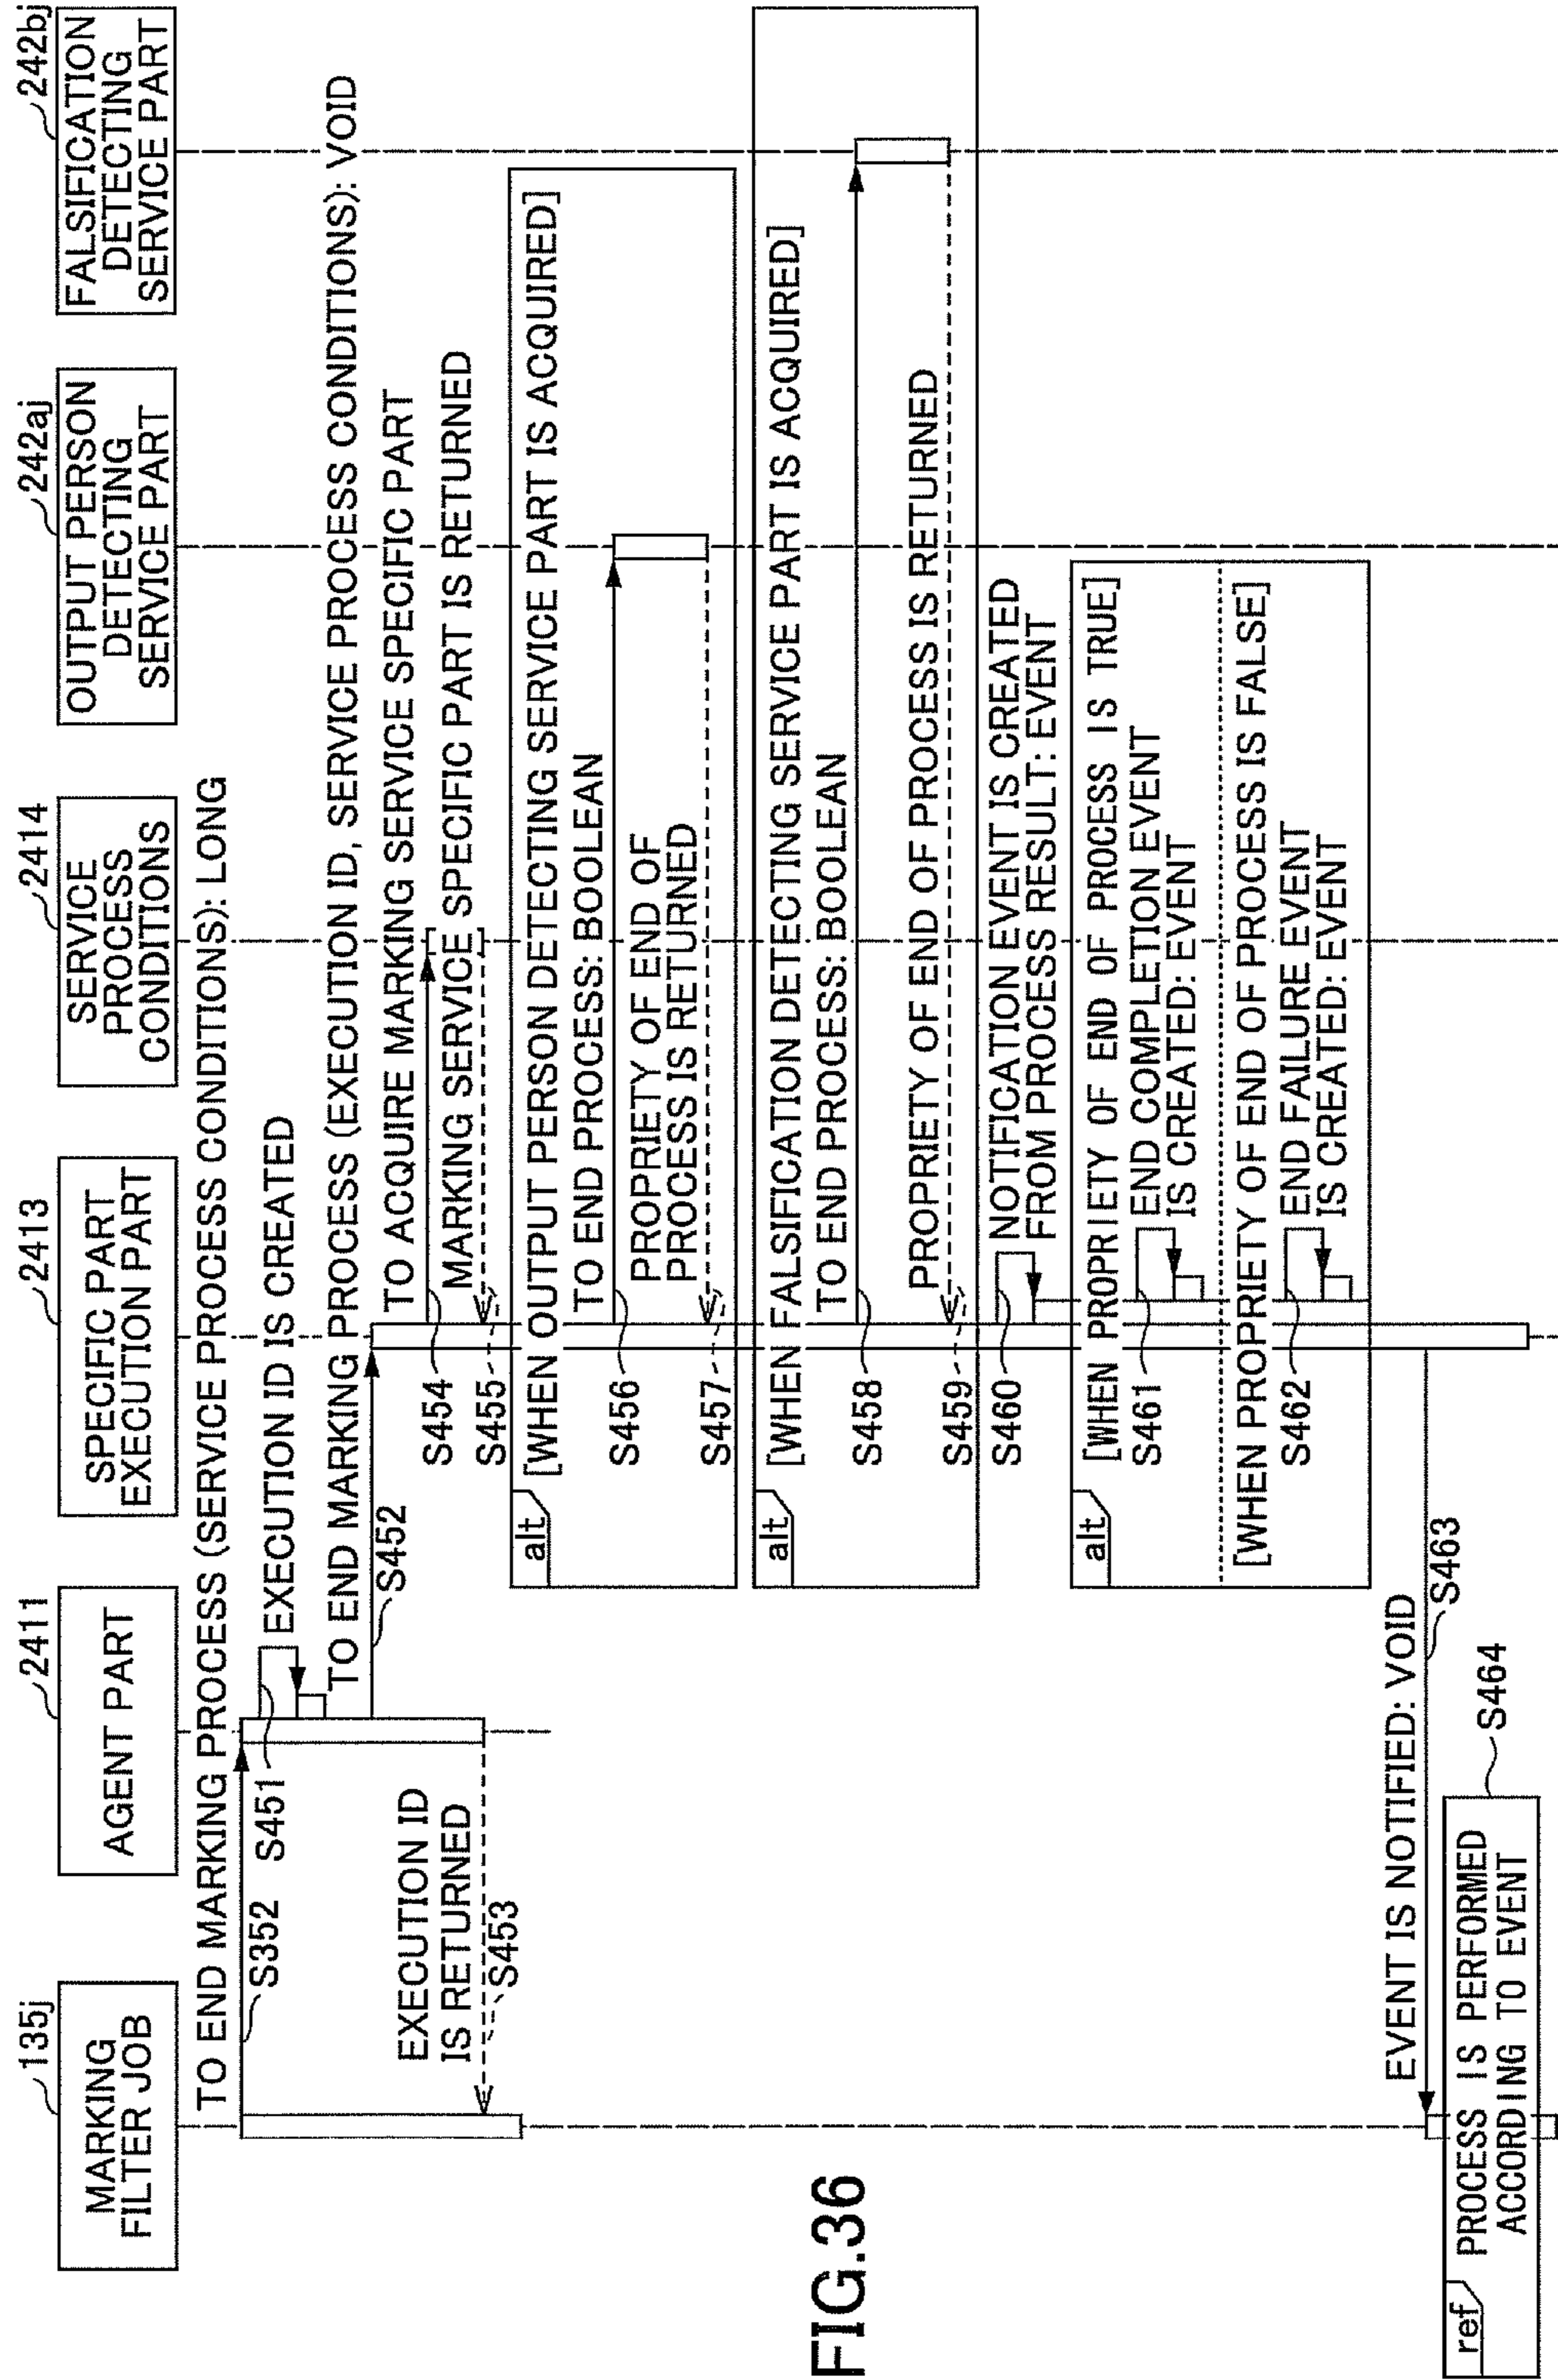 135j
MARKING
FILTER JOB
2411
AGENT PART
2413
SPECIFIC PART
EXECUTION PART
2414
SERVICE
PROCESS
CONDITIONS
242aj
OUTPUT PERSON
DETECTING
SERVICE PART
242bj
FALSIFICATION
DETECTING
SERVICE PART
TO END MARKING PROCESS (SERVICE PROCESS CONDITIONS): LONG
S352
S451
EXECUTION ID IS CREATED
TO END MARKING PROCESS (EXECUTION ID, SERVICE PROCESS CONDITIONS): VOID
S452
TO ACQUIRE MARKING SERVICE SPECIFIC PART
S454
MARKING SERVICE SPECIFIC PART IS RETURNED
S455
EXECUTION ID
IS RETURNED
S453
alt
[WHEN OUTPUT PERSON DETECTING SERVICE PART IS ACQUIRED]
TO END PROCESS: BOOLEAN
S456
PROPRIETY OF END OF
PROCESS IS RETURNED
S457
alt
[WHEN FALSIFICATION DETECTING SERVICE PART IS ACQUIRED]
TO END PROCESS: BOOLEAN
S458
PROPRIETY OF END OF PROCESS IS RETURNED
S459
S460
NOTIFICATION EVENT IS CREATED
FROM PROCESS RESULT: EVENT
alt
[WHEN PROPRIETY OF END OF PROCESS IS TRUE]
S461
END COMPLETION EVENT
IS CREATED: EVENT
[WHEN PROPRIETY OF END OF PROCESS IS FALSE]
S462
END FAILURE EVENT
IS CREATED: EVENT
EVENT IS NOTIFIED: VOID
S463
S464
ref
PROCESS IS PERFORMED
ACCORDING TO EVENT
FIG.36